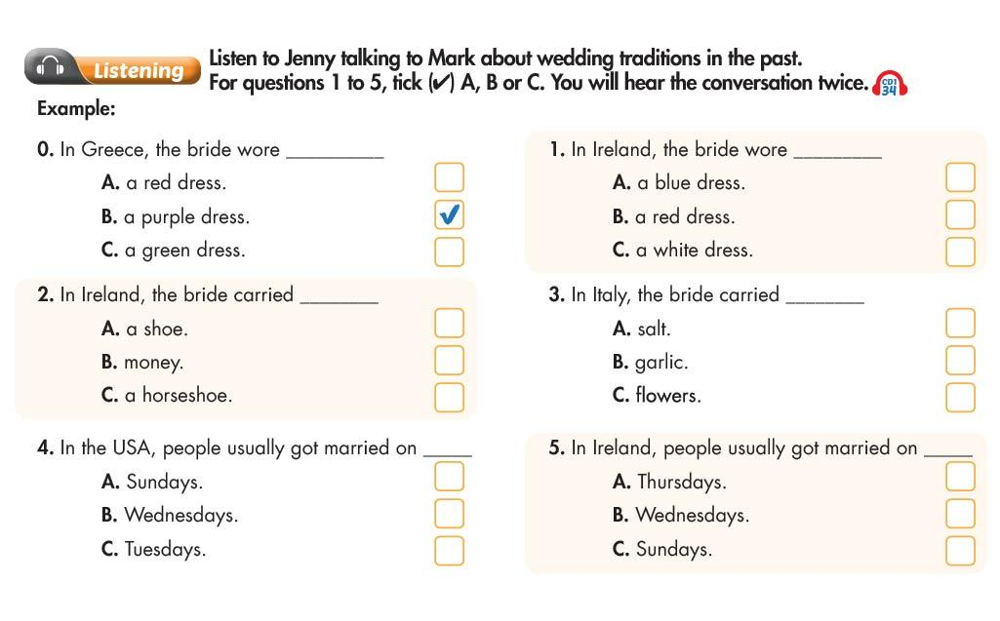 Listening
Listen to Jenny talking to Mark about wedding traditions in the past.
For questions 1 to 5, tick (✔) A, B or C. You will hear the conversation twice.
CD1
34
Example:
0. In Greece, the bride wore __________
A. a red dress.
B. a purple dress.
C. a green dress.
1. In Ireland, the bride wore _________
A. a blue dress.
B. a red dress.
C. a white dress.
2. In Ireland, the bride carried ________
A. a shoe.
B. money.
C. a horseshoe.
3. In Italy, the bride carried ________
A. salt.
B. garlic.
C. flowers.
4. In the USA, people usually got married on _____
A. Sundays.
B. Wednesdays.
C. Tuesdays.
5. In Ireland, people usually got married on _____
A. Thursdays.
B. Wednesdays.
C. Sundays.